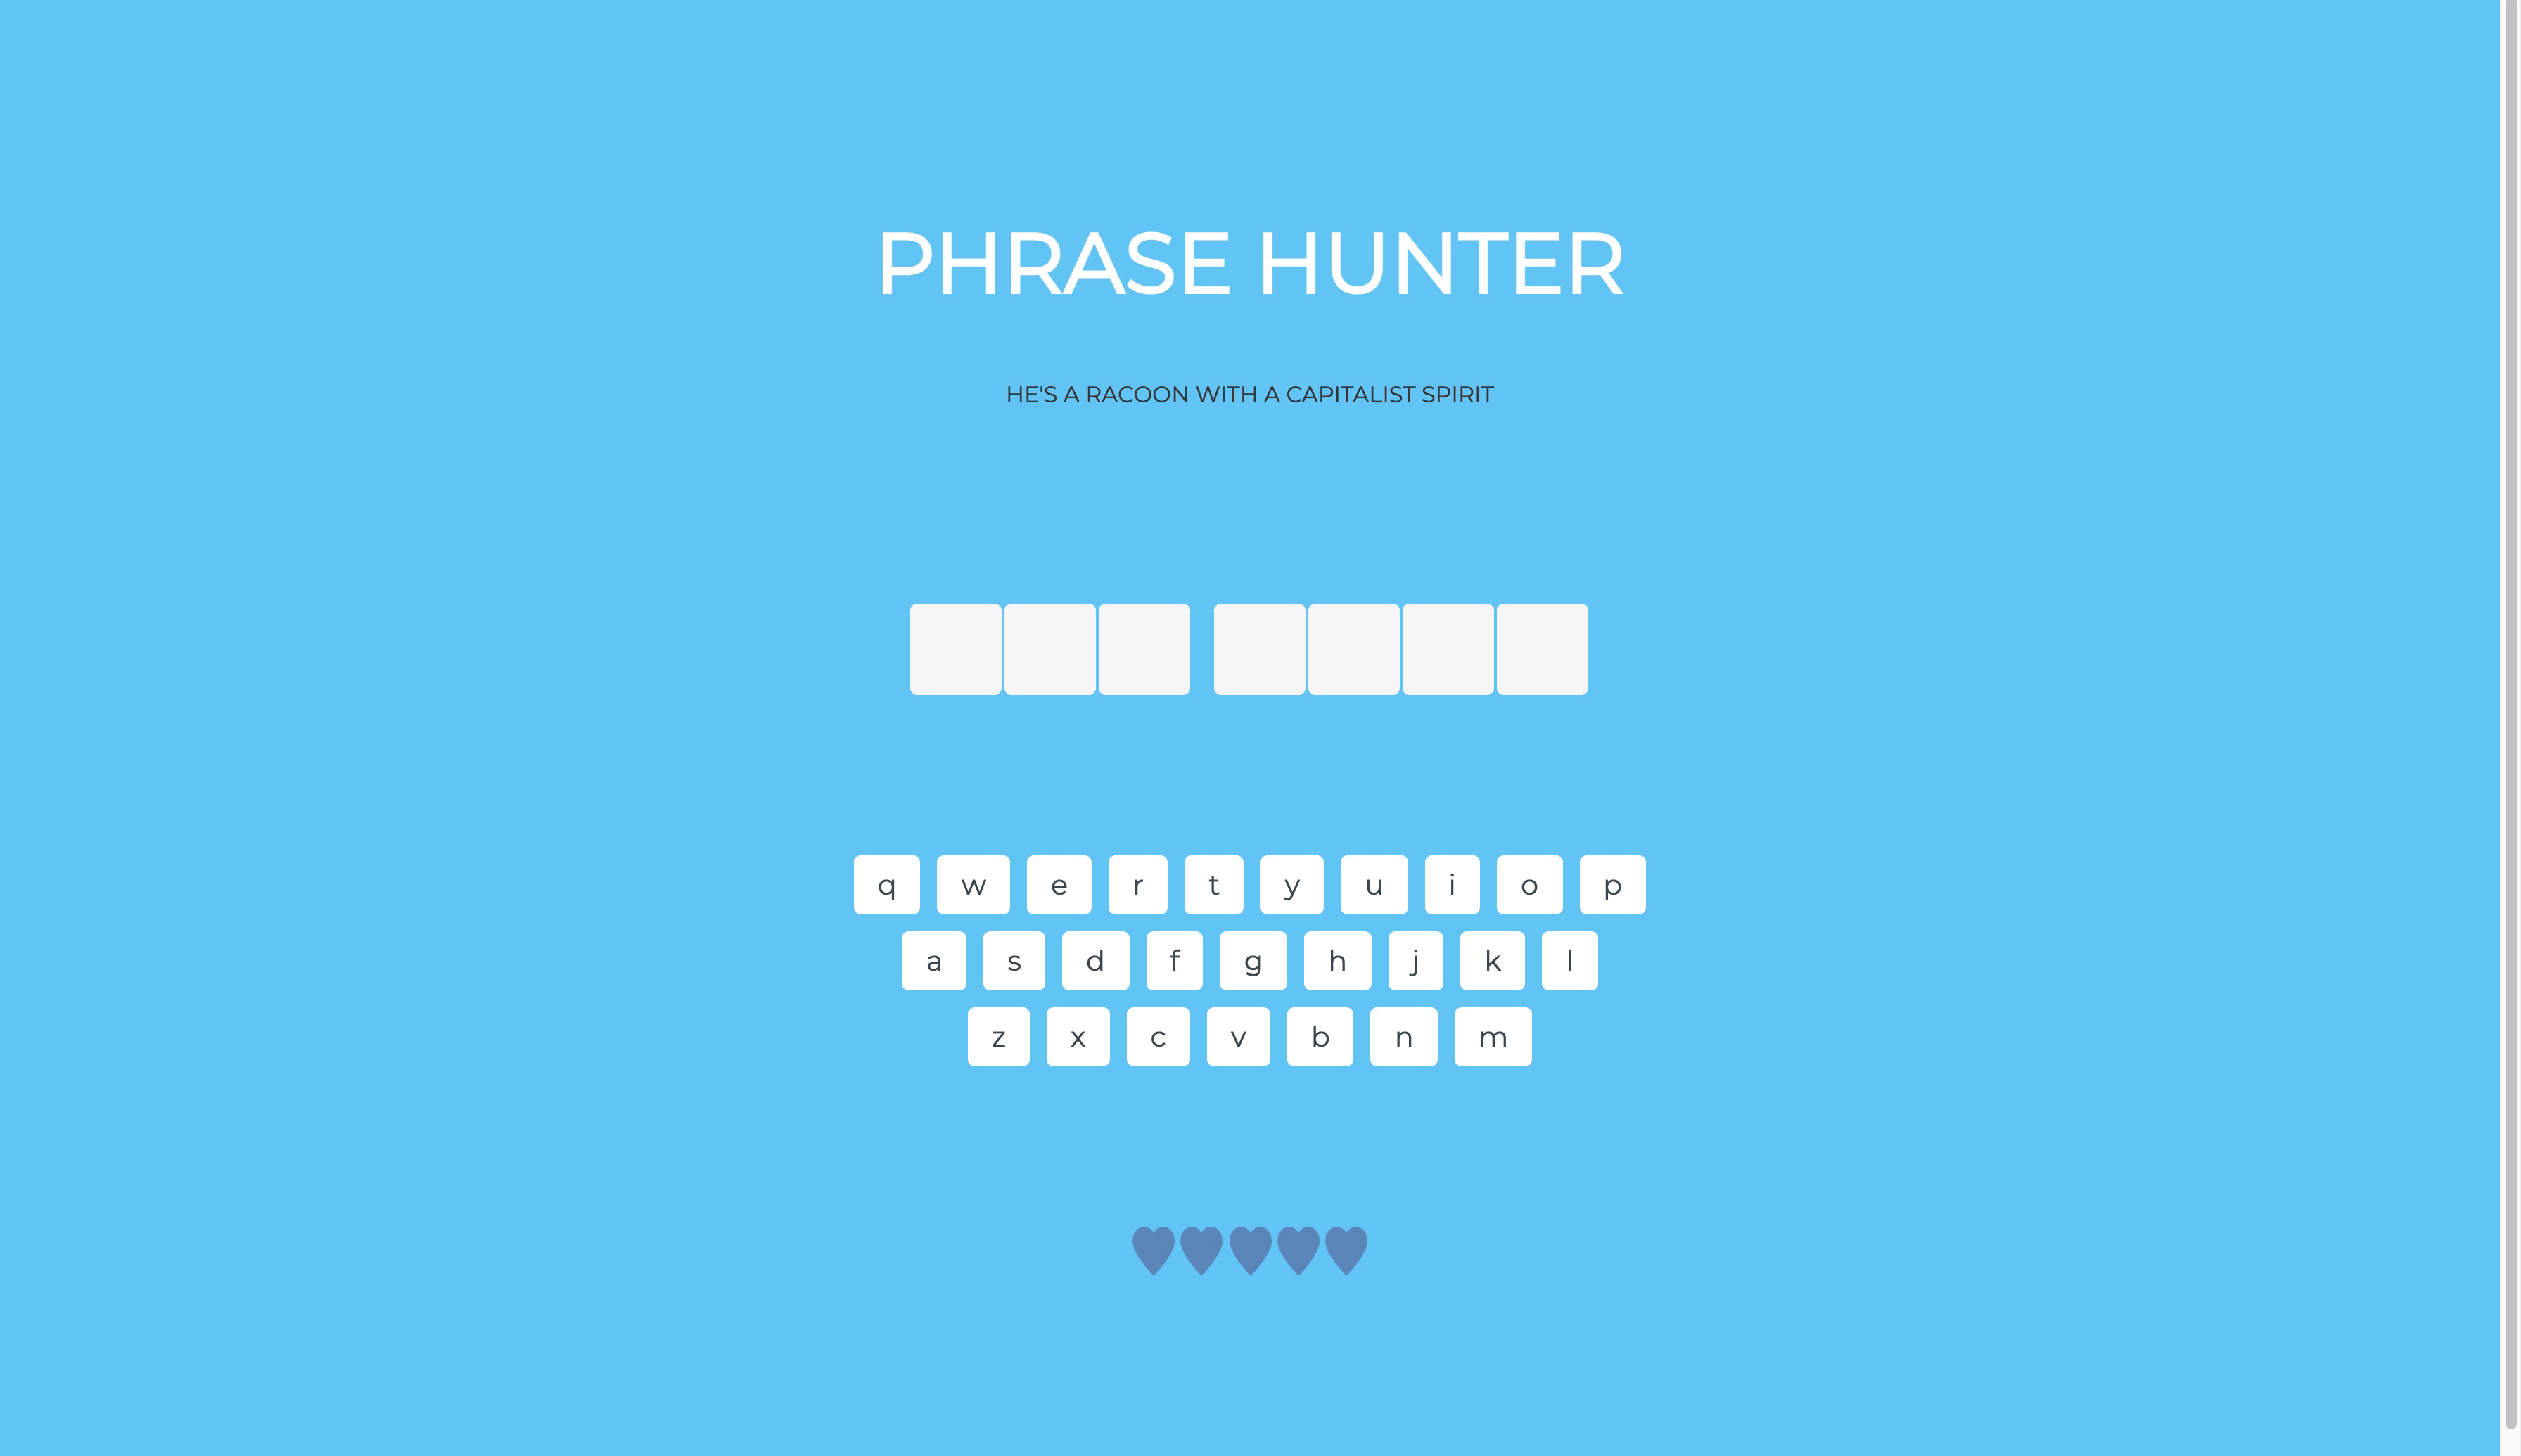 PHRASE HUNTER
HE'S A RACOON WITH A CAPITALIST SPIRIT
q w e r t y u i o p
a s d f g h j k l
z x c v b n m